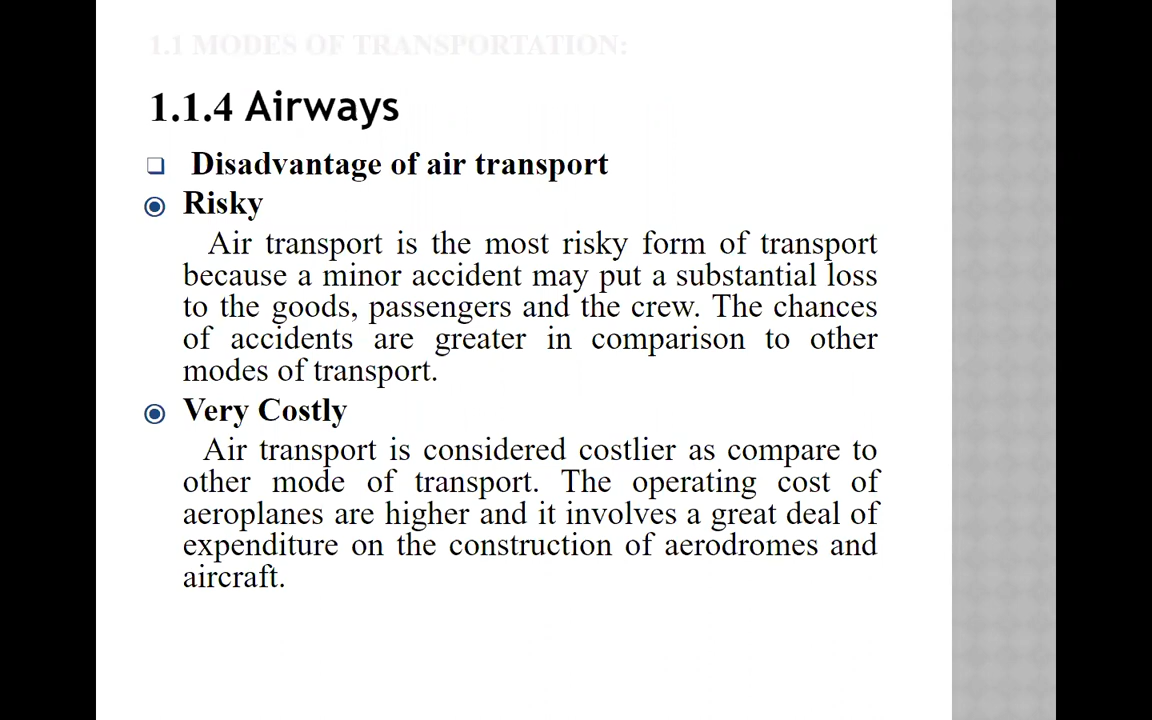 1.1 MODES OF TRANSPORTATION:
1.1.4 Airways
Disadvantage of air transport
Risky
Air transport is the most risky form of transport
because a minor accident may put a substantial loss
to the goods, passengers and the crew. The chances
of accidents are greater in comparison to other
modes of transport.
Very Costly
Air transport is considered costlier as compare to
other mode of transport. The operating cost of
aeroplanes are higher and it involves a great deal of
expenditure on the construction of aerodromes and
aircraft.